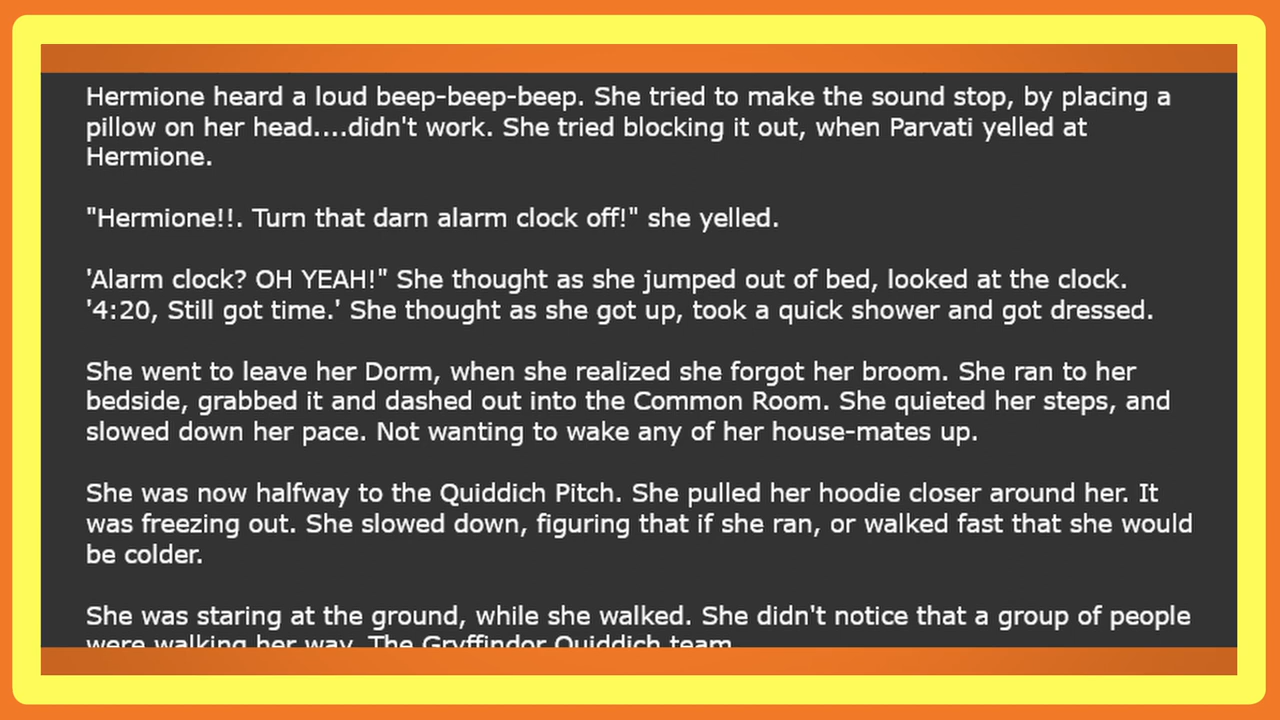 Hermione heard a loud beep-beep-beep. She tried to make the sound stop, by placing a
pillow on her head....didn't work. She tried blocking it out, when Parvati yelled at
Hermione.
"Hermione!!. Turn that darn alarm clock off!" she yelled.
'Alarm clock? OH YEAH!" She thought as she jumped out of bed, looked at the clock.
'4:20, Still got time.' She thought as she got up, took a quick shower and got dressed.
She went to leave her Dorm, when she realized she forgot her broom. She ran to her
bedside, grabbed it and dashed out into the Common Room. She quieted her steps, and
slowed down her pace. Not wanting to wake any of her house-mates up.
She was now halfway to the Quiddich Pitch. She pulled her hoodie closer around her. It
was freezing out. She slowed down, figuring that if she ran, or walked fast that she would
be colder.
She was staring at the ground, while she walked. She didn't notice that a group of people
were walking her way. The Gryffindor Quiddich team.